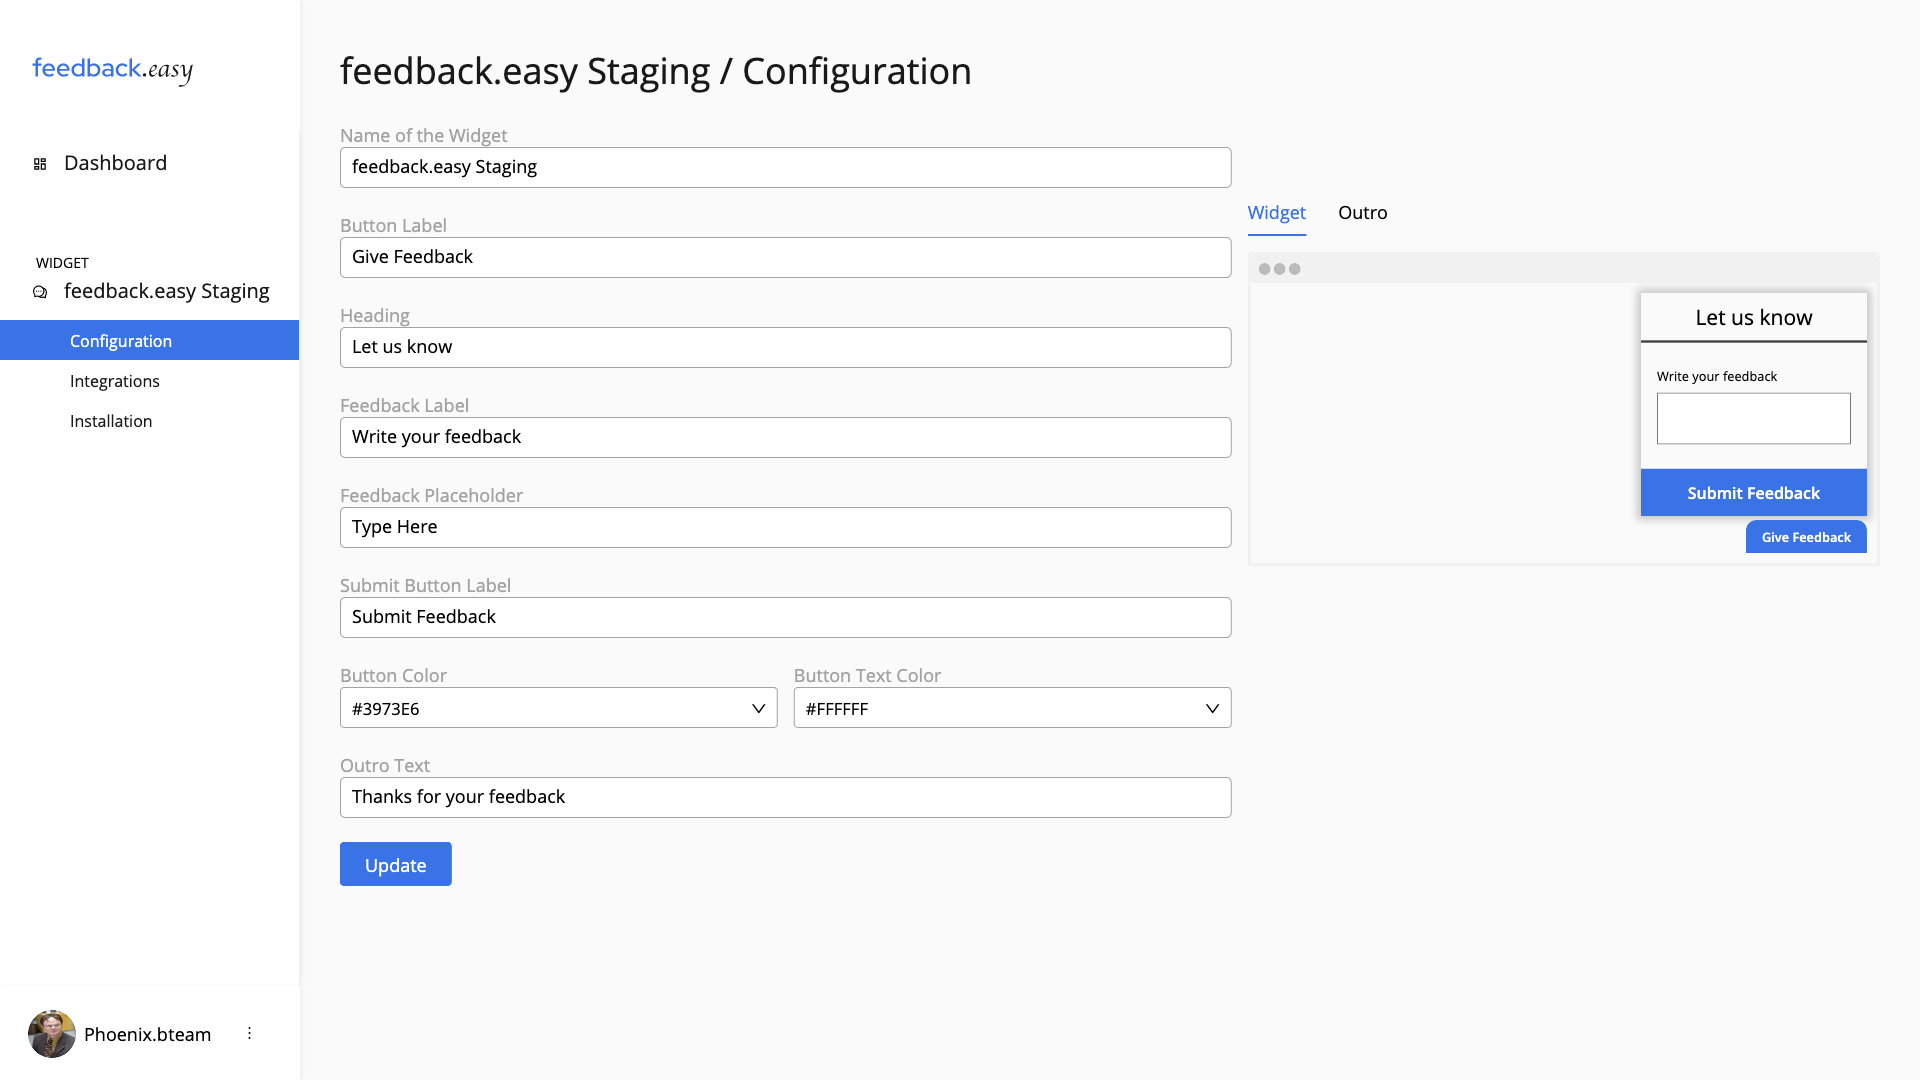 feedback.easy
Dashboard
WIDGET
feedback.easy Staging
Configuration
Integrations
Installation
Phoenix.bteam
feedback.easy Staging / Configuration
Name of the Widget
feedback.easy Staging
Button Label
Give Feedback
Heading
Let us know
Feedback Label
Write your feedback
Feedback Placeholder
Type Here
Submit Button Label
Submit Feedback
Button Color
#3973E6
Button Text Color
#FFFFFF
Outro Text
Thanks for your feedback
Update
Widget
Outro
Let us know
Write your feedback
Submit Feedback
Give Feedback